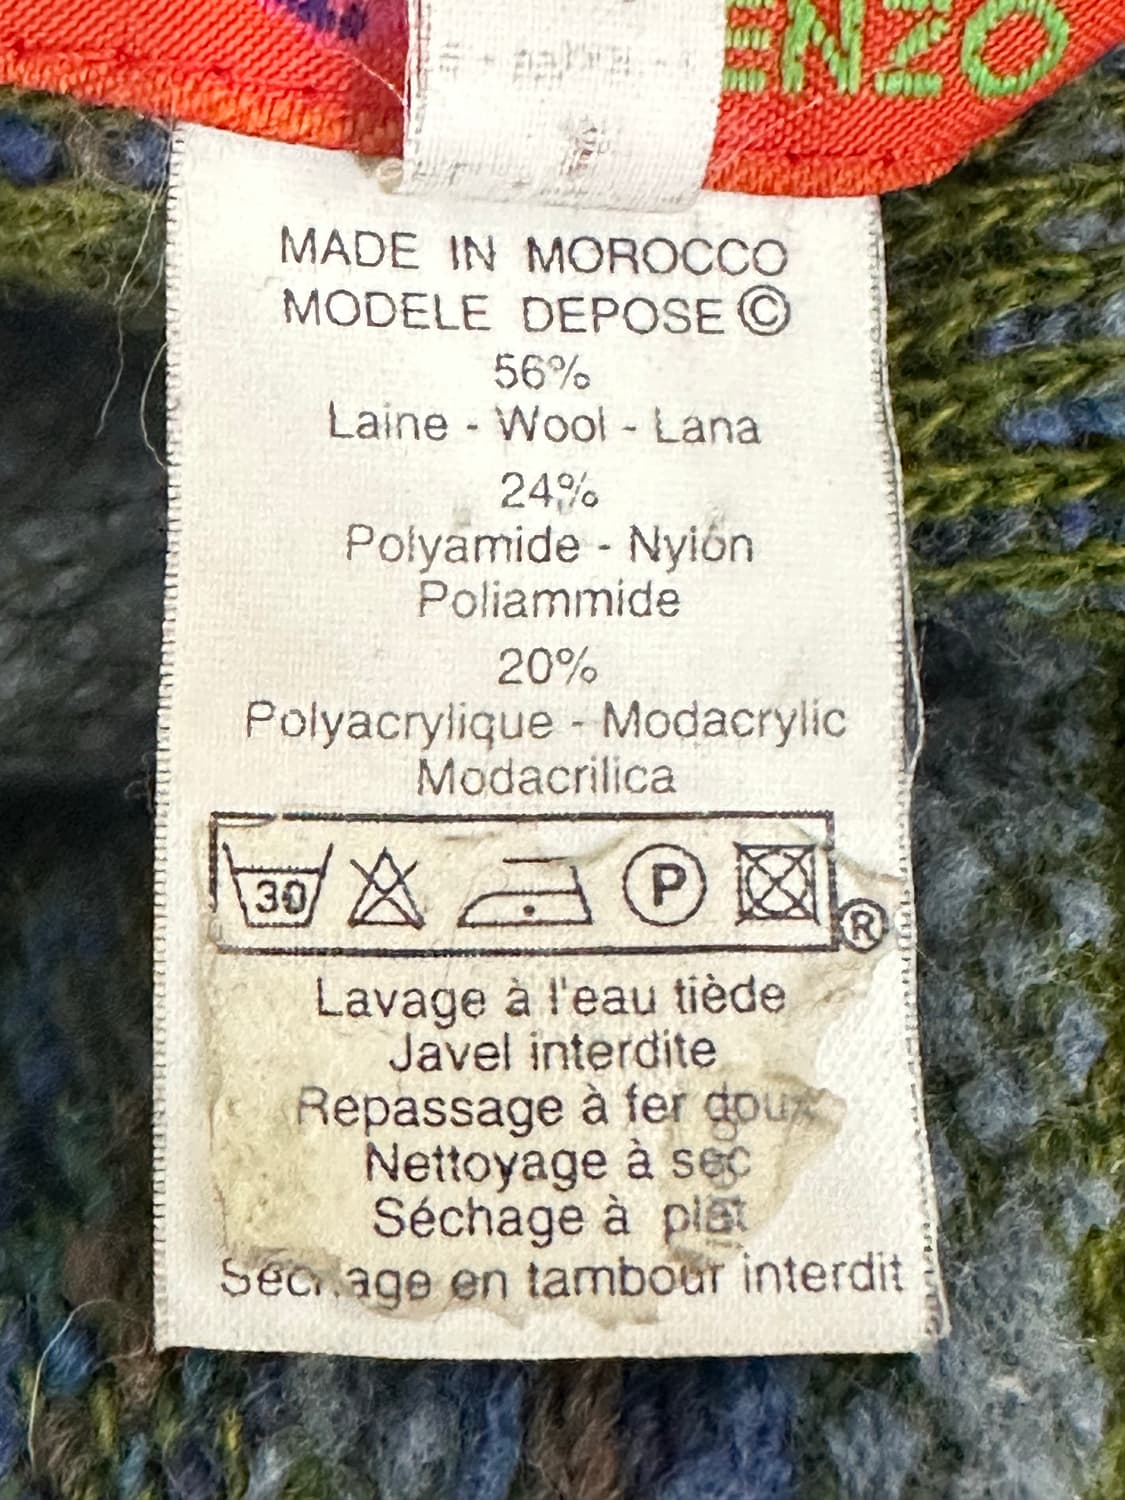 ENZO
MADE IN MOROCCO
MODELE DEPOSE ©
56%
Laine - Wool - Lana
24%
Polyamide - Nylon
Poliammide
20%
Polyacrylique - Modacrylic
Modacrilica
30 P ®
Lavage à l'eau tiède
Javel interdite
Repassage à fer doux
Nettoyage à sec
Séchage à plat
Séchage en tambour interdit